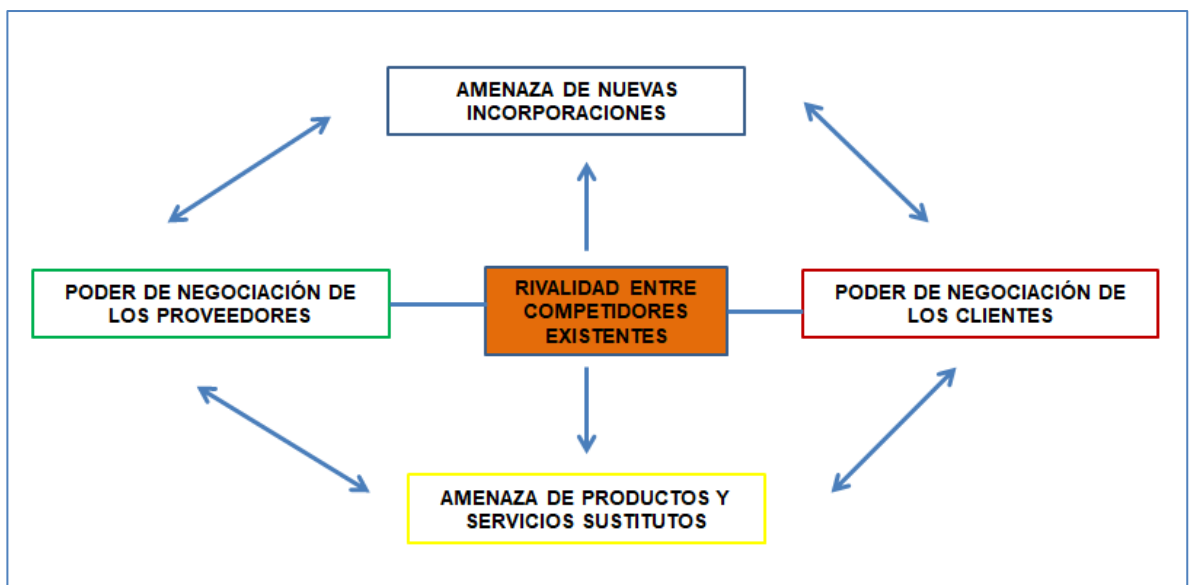 AMENAZA DE NUEVAS
INCORPORACIONES
PODER DE NEGOCIACIÓN DE
LOS PROVEEDORES
RIVALIDAD ENTRE
COMPETIDORES
EXISTENTES
PODER DE NEGOCIACIÓN DE
LOS CLIENTES
AMENAZA DE PRODUCTOS Y
SERVICIOS SUSTITUTOS